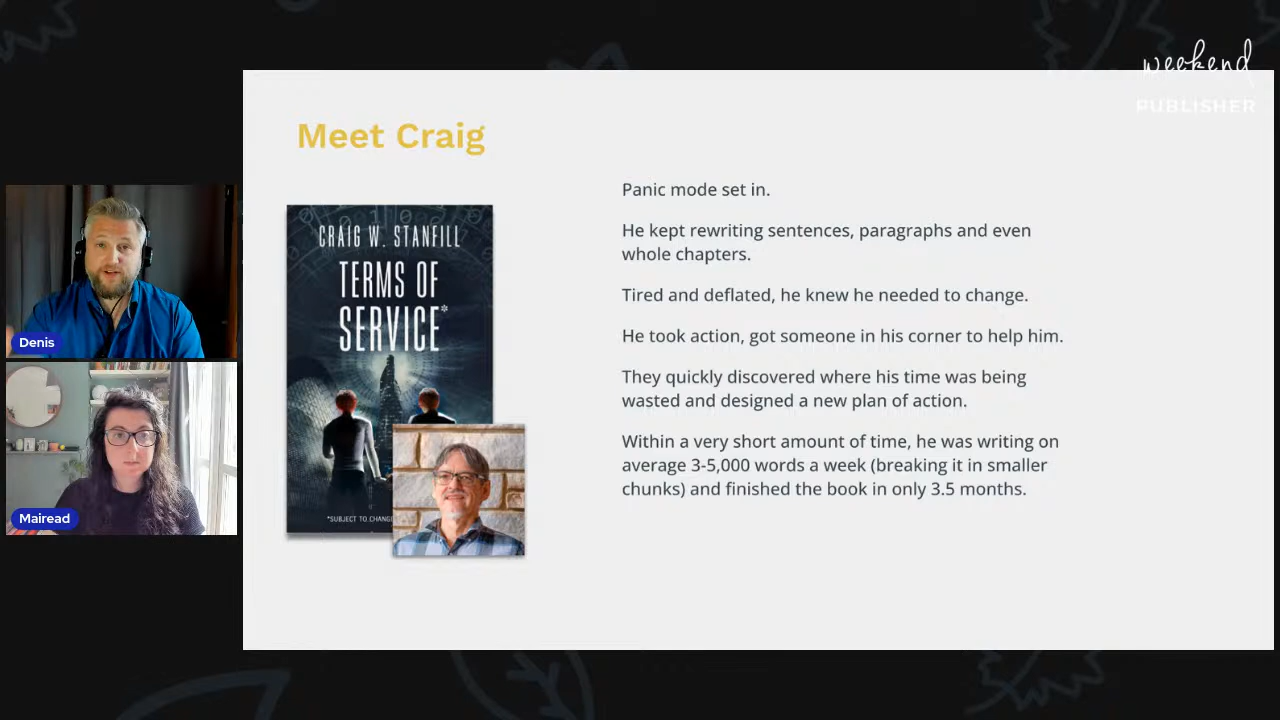 weekend
PUBLISHER
Meet Craig
CRAIG W. STANFILL
TERMS OF
SERVICE*
*SUBJECT TO CHANG
Panic mode set in.
He kept rewriting sentences, paragraphs and even
whole chapters.
Tired and deflated, he knew he needed to change.
He took action, got someone in his corner to help him.
They quickly discovered where his time was being
wasted and designed a new plan of action.
Within a very short amount of time, he was writing on
average 3-5,000 words a week (breaking it in smaller
chunks) and finished the book in only 3.5 months.
Denis
Mairead